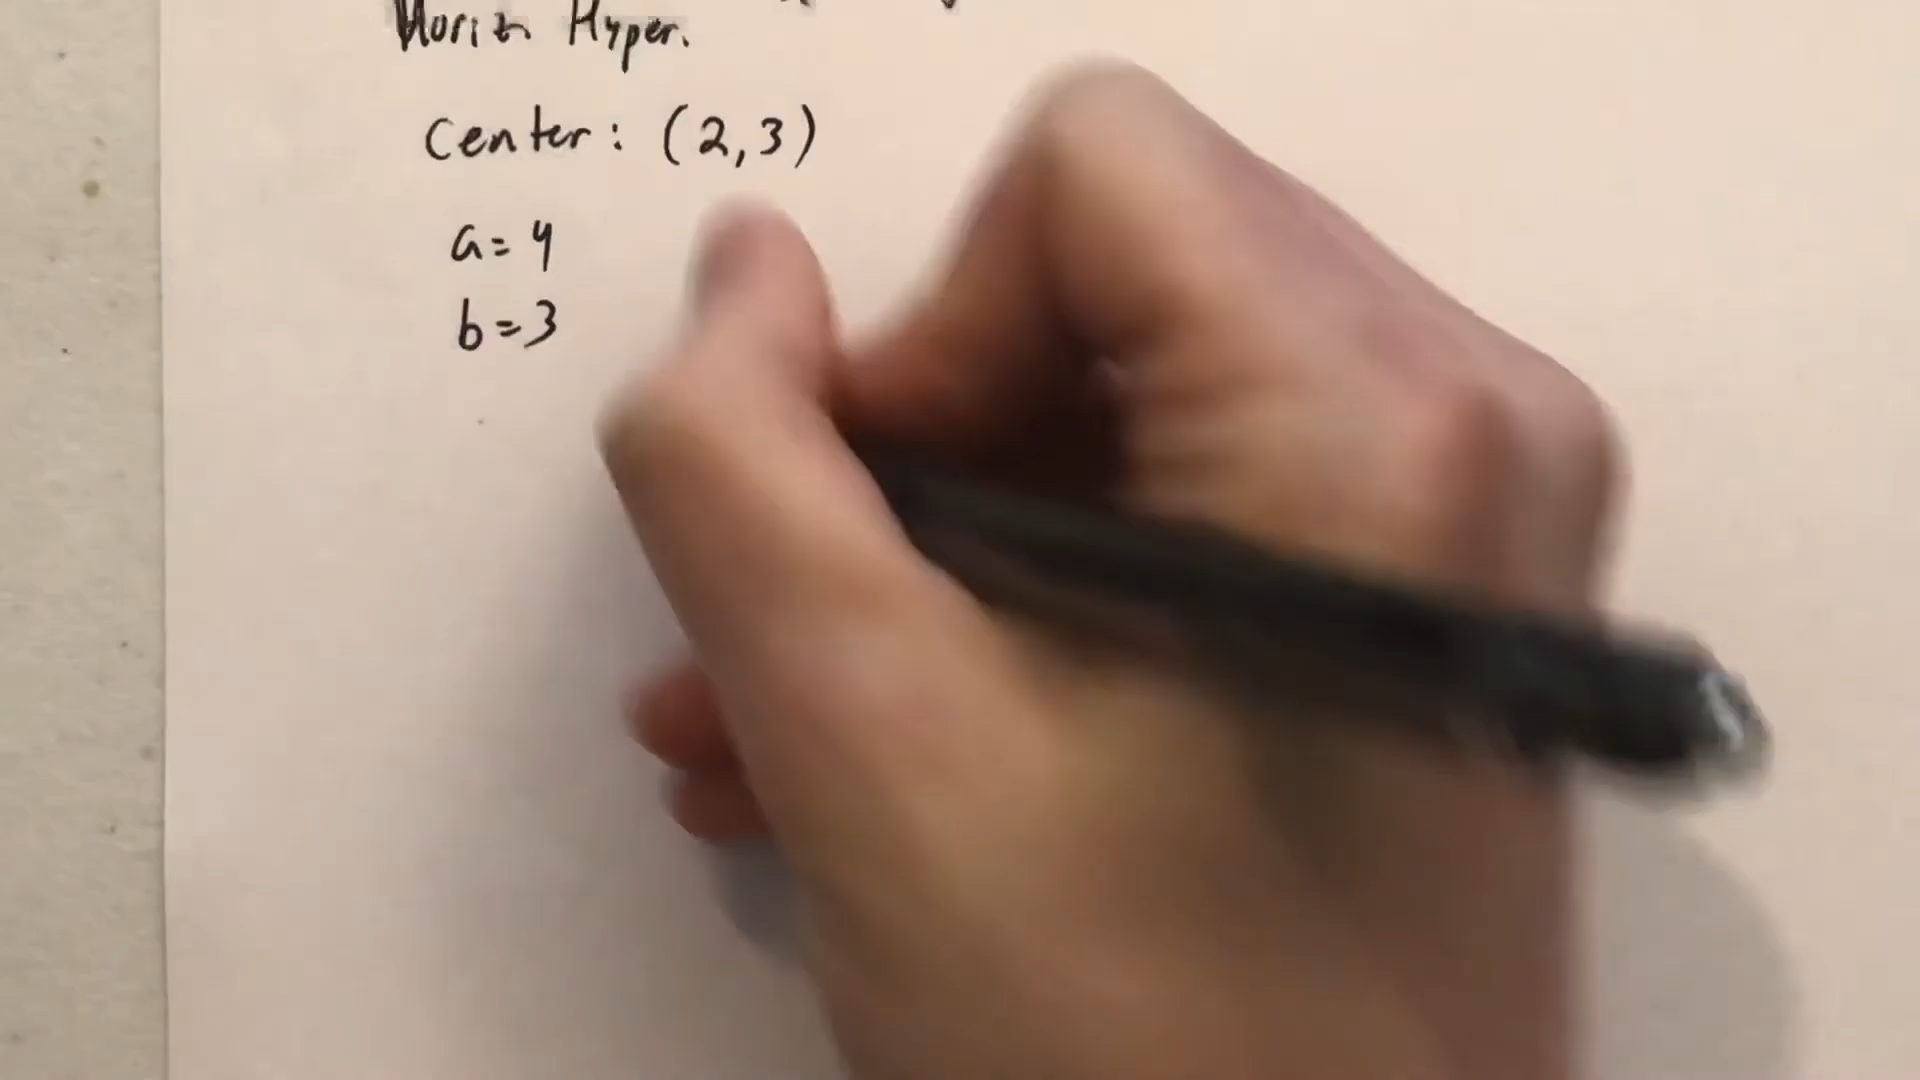 Horiz Hyper.
Center: (2,3)
a=4
b=3